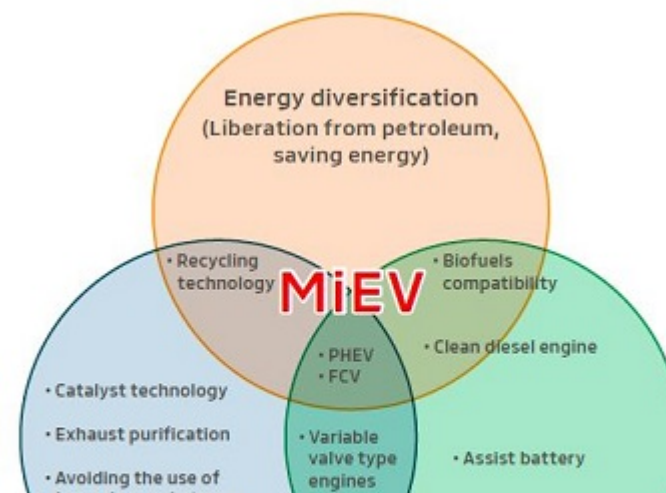 Energy diversification
(Liberation from petroleum,
saving energy)
• Recycling
technology
MiEV
• Biofuels
compatibility
• PHEV
• FCV
• Clean diesel engine
• Catalyst technology
• Exhaust purification
• Variable
valve type
engines
• Assist battery
• Avoiding the use of